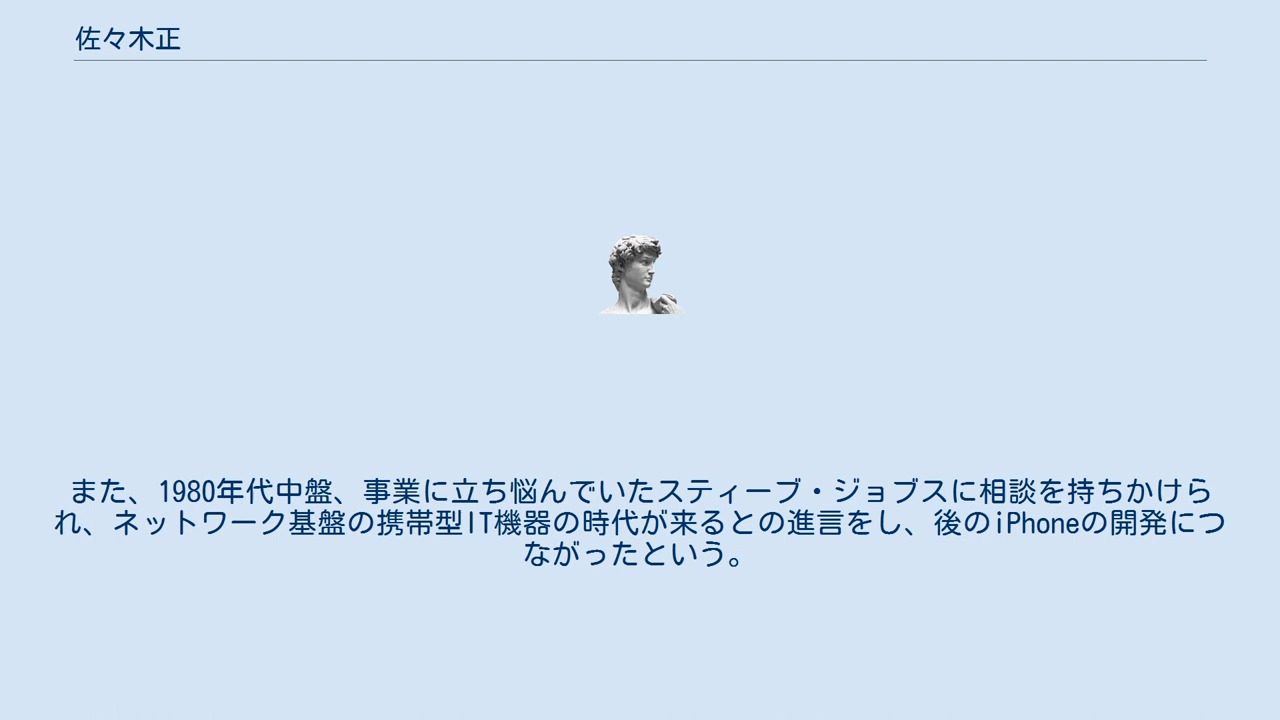 佐々木正
また、1980年代中盤、事業に立ち悩んでいたスティーブ・ジョブスに相談を持ちかけら
れ、ネットワーク基盤の携帯型IT機器の時代が来るとの進言をし、後のiPhoneの開発につ
ながったという。